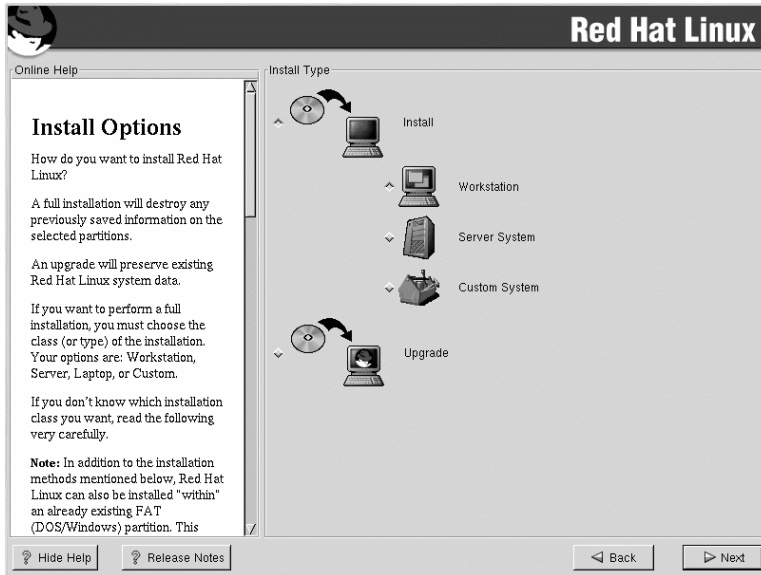 Red Hat Linux
Online Help
Install Options
How do you want to install Red Hat
Linux?
A full installation will destroy any
previously saved information on the
selected partitions.
An upgrade will preserve existing
Red Hat Linux system data.
If you want to perform a full
installation, you must choose the
class (or type) of the installation.
Your options are: Workstation,
Server, Laptop, or Custom.
If you don't know which installation
class you want, read the following
very carefully.
Note: In addition to the installation
methods mentioned below, Red Hat
Linux can also be installed "within"
an already existing FAT
(DOS/Windows) partition. This
Install Type
Install
Workstation
Server System
Custom System
Upgrade
Hide Help
Release Notes
Back
Next